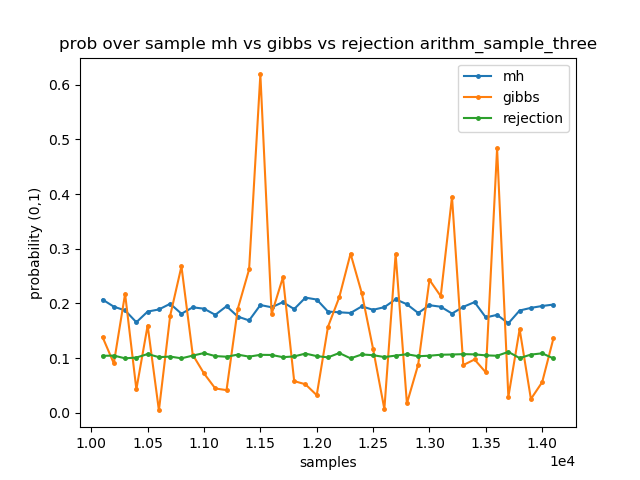 prob over sample mh vs gibbs vs rejection arithm_sample_three
mh
gibbs
rejection
probability (0,1)
0.6
0.5
0.4
0.3
0.2
0.1
0.0
1.00 1.05 1.10 1.15 1.20 1.25 1.30 1.35 1.40
1e4
samples